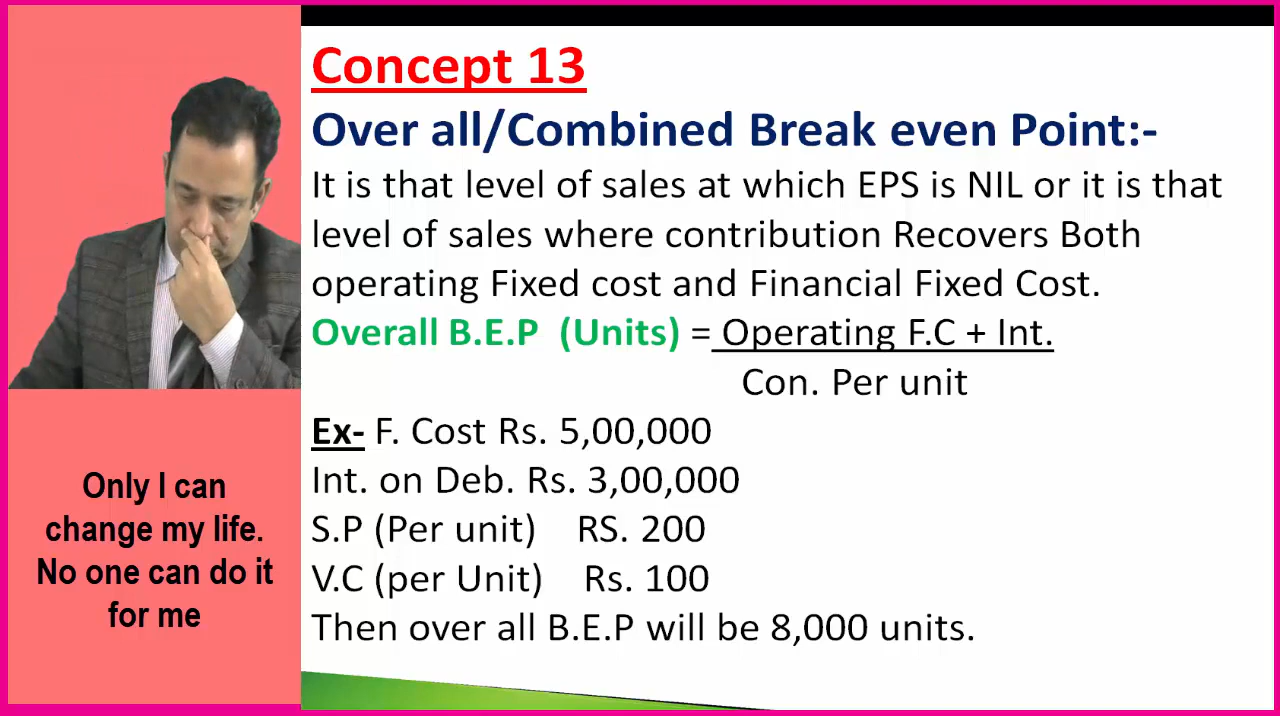 Concept 13
Over all/Combined Break even Point:-
It is that level of sales at which EPS is NIL or it is that
level of sales where contribution Recovers Both
operating Fixed cost and Financial Fixed Cost.
Overall B.E.P (Units) = Operating F.C + Int.
Con. Per unit
Ex- F. Cost Rs. 5,00,000
Int. on Deb. Rs. 3,00,000
S.P (Per unit) RS. 200
V.C (per Unit) Rs. 100
Then over all B.E.P will be 8,000 units.
Only I can
change my life.
No one can do it
for me